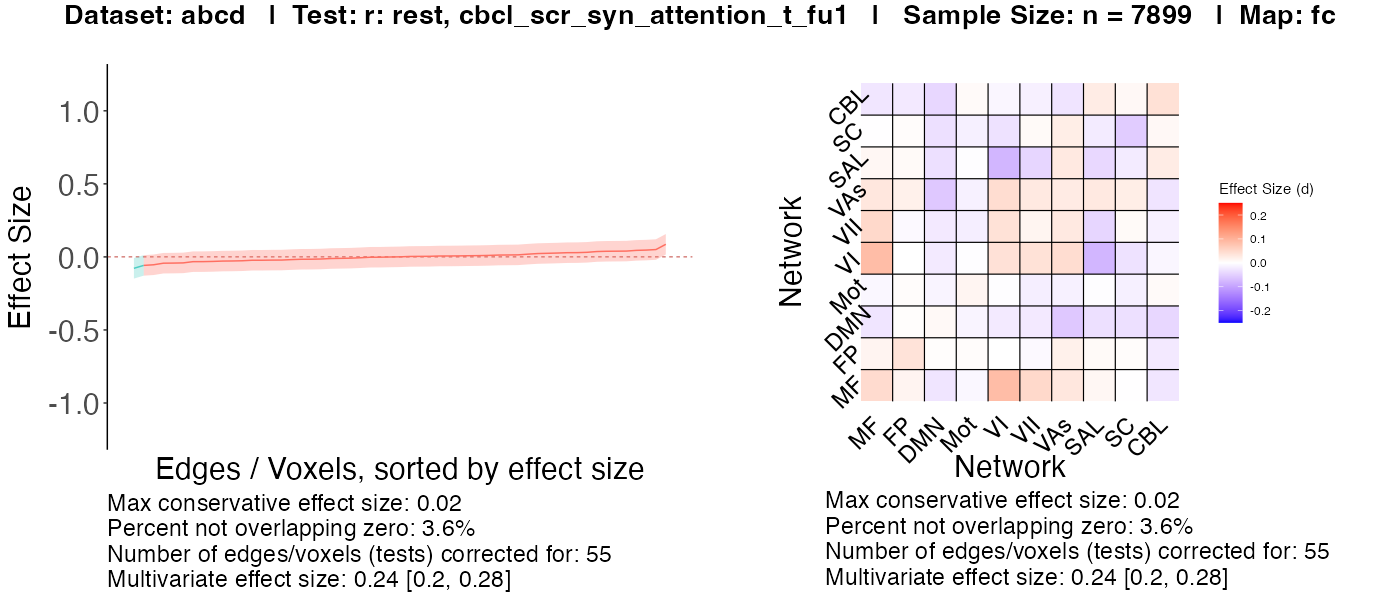 Dataset: abcd | Test: r: rest, cbcl_scr_syn_attention_t_fu1 | Sample Size: n = 7899 | Map: fc
Effect Size
1.0
0.5
0.0
-0.5
-1.0
Edges / Voxels, sorted by effect size
Max conservative effect size: 0.02
Percent not overlapping zero: 3.6%
Number of edges/voxels (tests) corrected for: 55
Multivariate effect size: 0.24 [0.2, 0.28]
Network
CBL
SC
SAL
VAs
VII
VI
Mot
DMN
FP
MF
MF FP DMN Mot VI VII VAs SAL SC CBL
Network
Effect Size (d)
0.2
0.1
0.0
-0.1
-0.2
Max conservative effect size: 0.02
Percent not overlapping zero: 3.6%
Number of edges/voxels (tests) corrected for: 55
Multivariate effect size: 0.24 [0.2, 0.28]